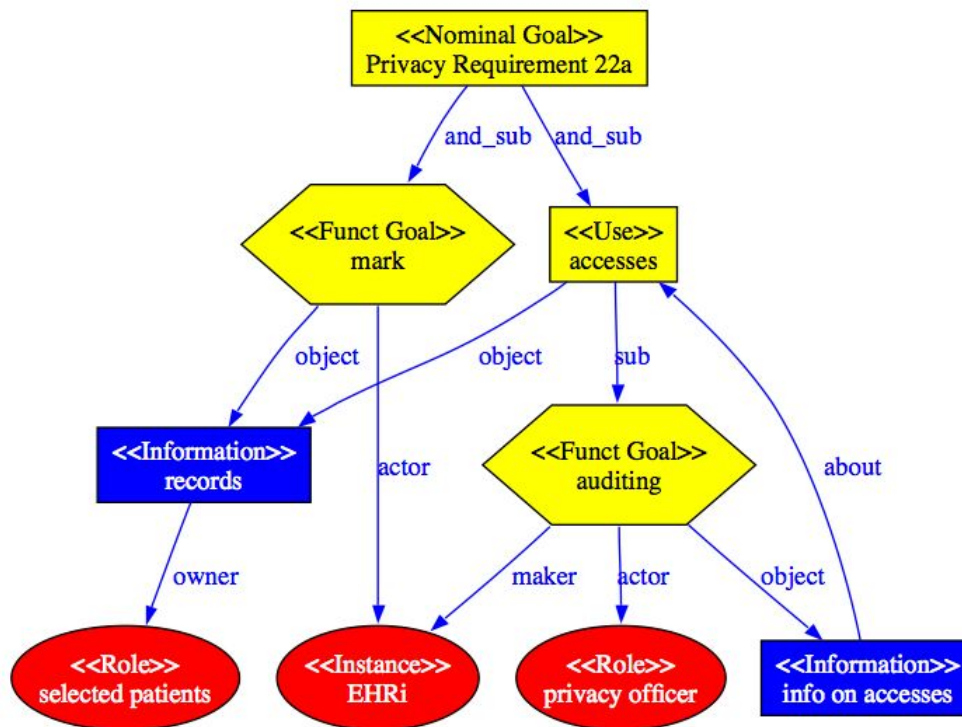 <<Nominal Goal>>
Privacy Requirement 22a
and_sub
and_sub
<<Funct Goal>>
mark
<<Use>>
accesses
object
object
sub
<<Information>>
records
actor
<<Funct Goal>>
auditing
about
owner
maker
actor
object
<<Role>>
selected patients
<<Instance>>
EHRi
<<Role>>
privacy officer
<<Information>>
info on accesses